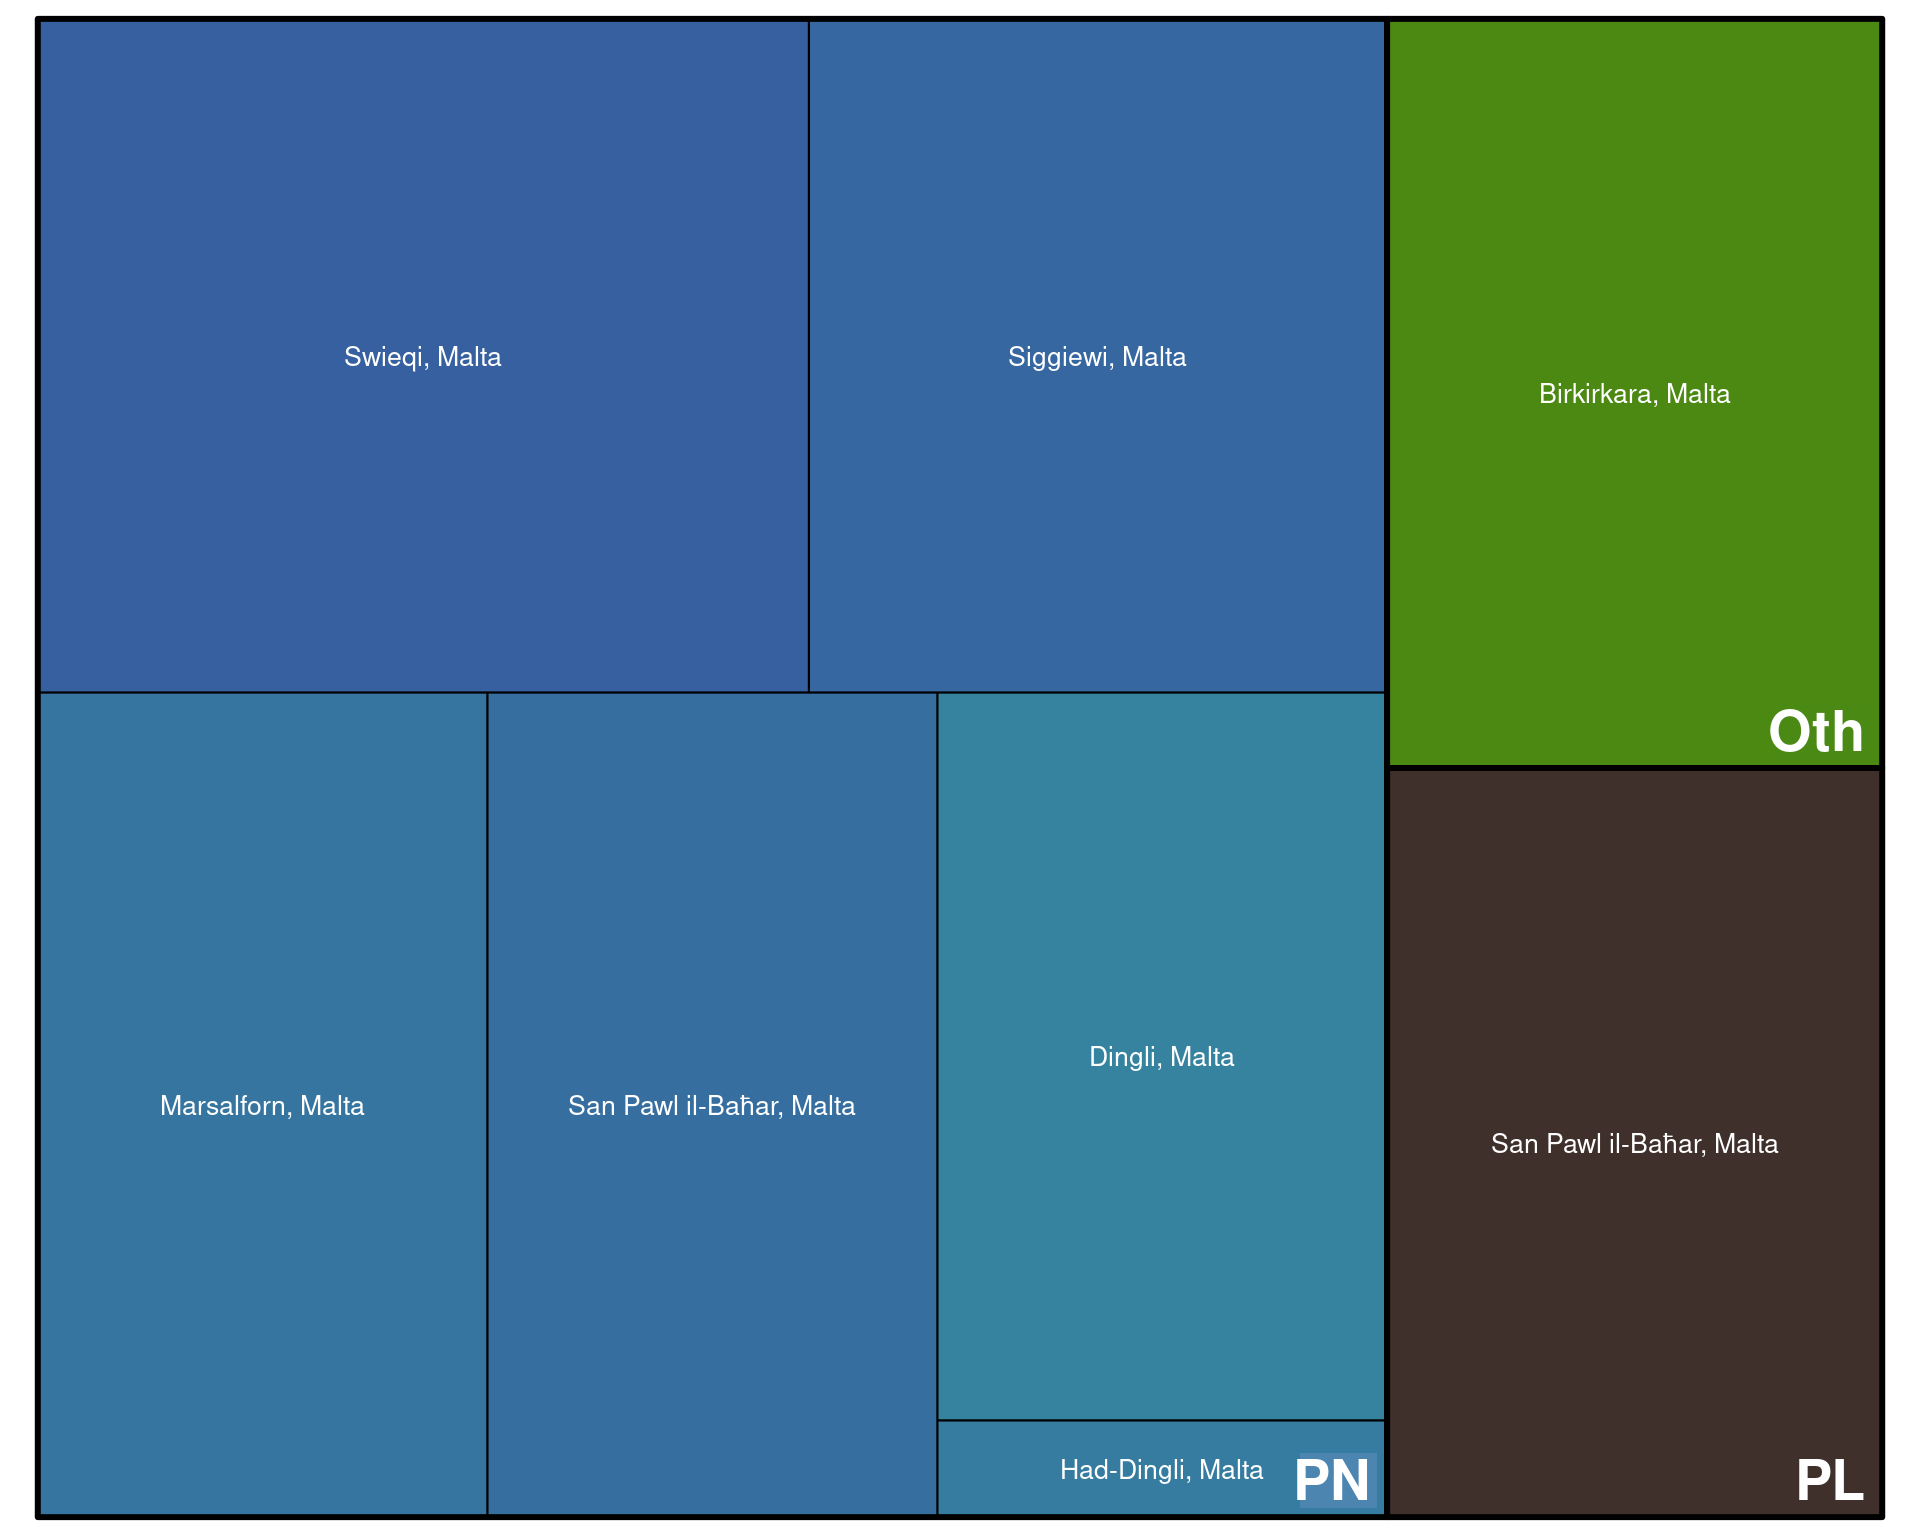 Swieqi, Malta
Siggiewi, Malta
Birkirkara, Malta
Oth
Marsalforn, Malta
San Pawl il-Baħar, Malta
Dingli, Malta
Had-Dingli, Malta
PN
San Pawl il-Baħar, Malta
PL